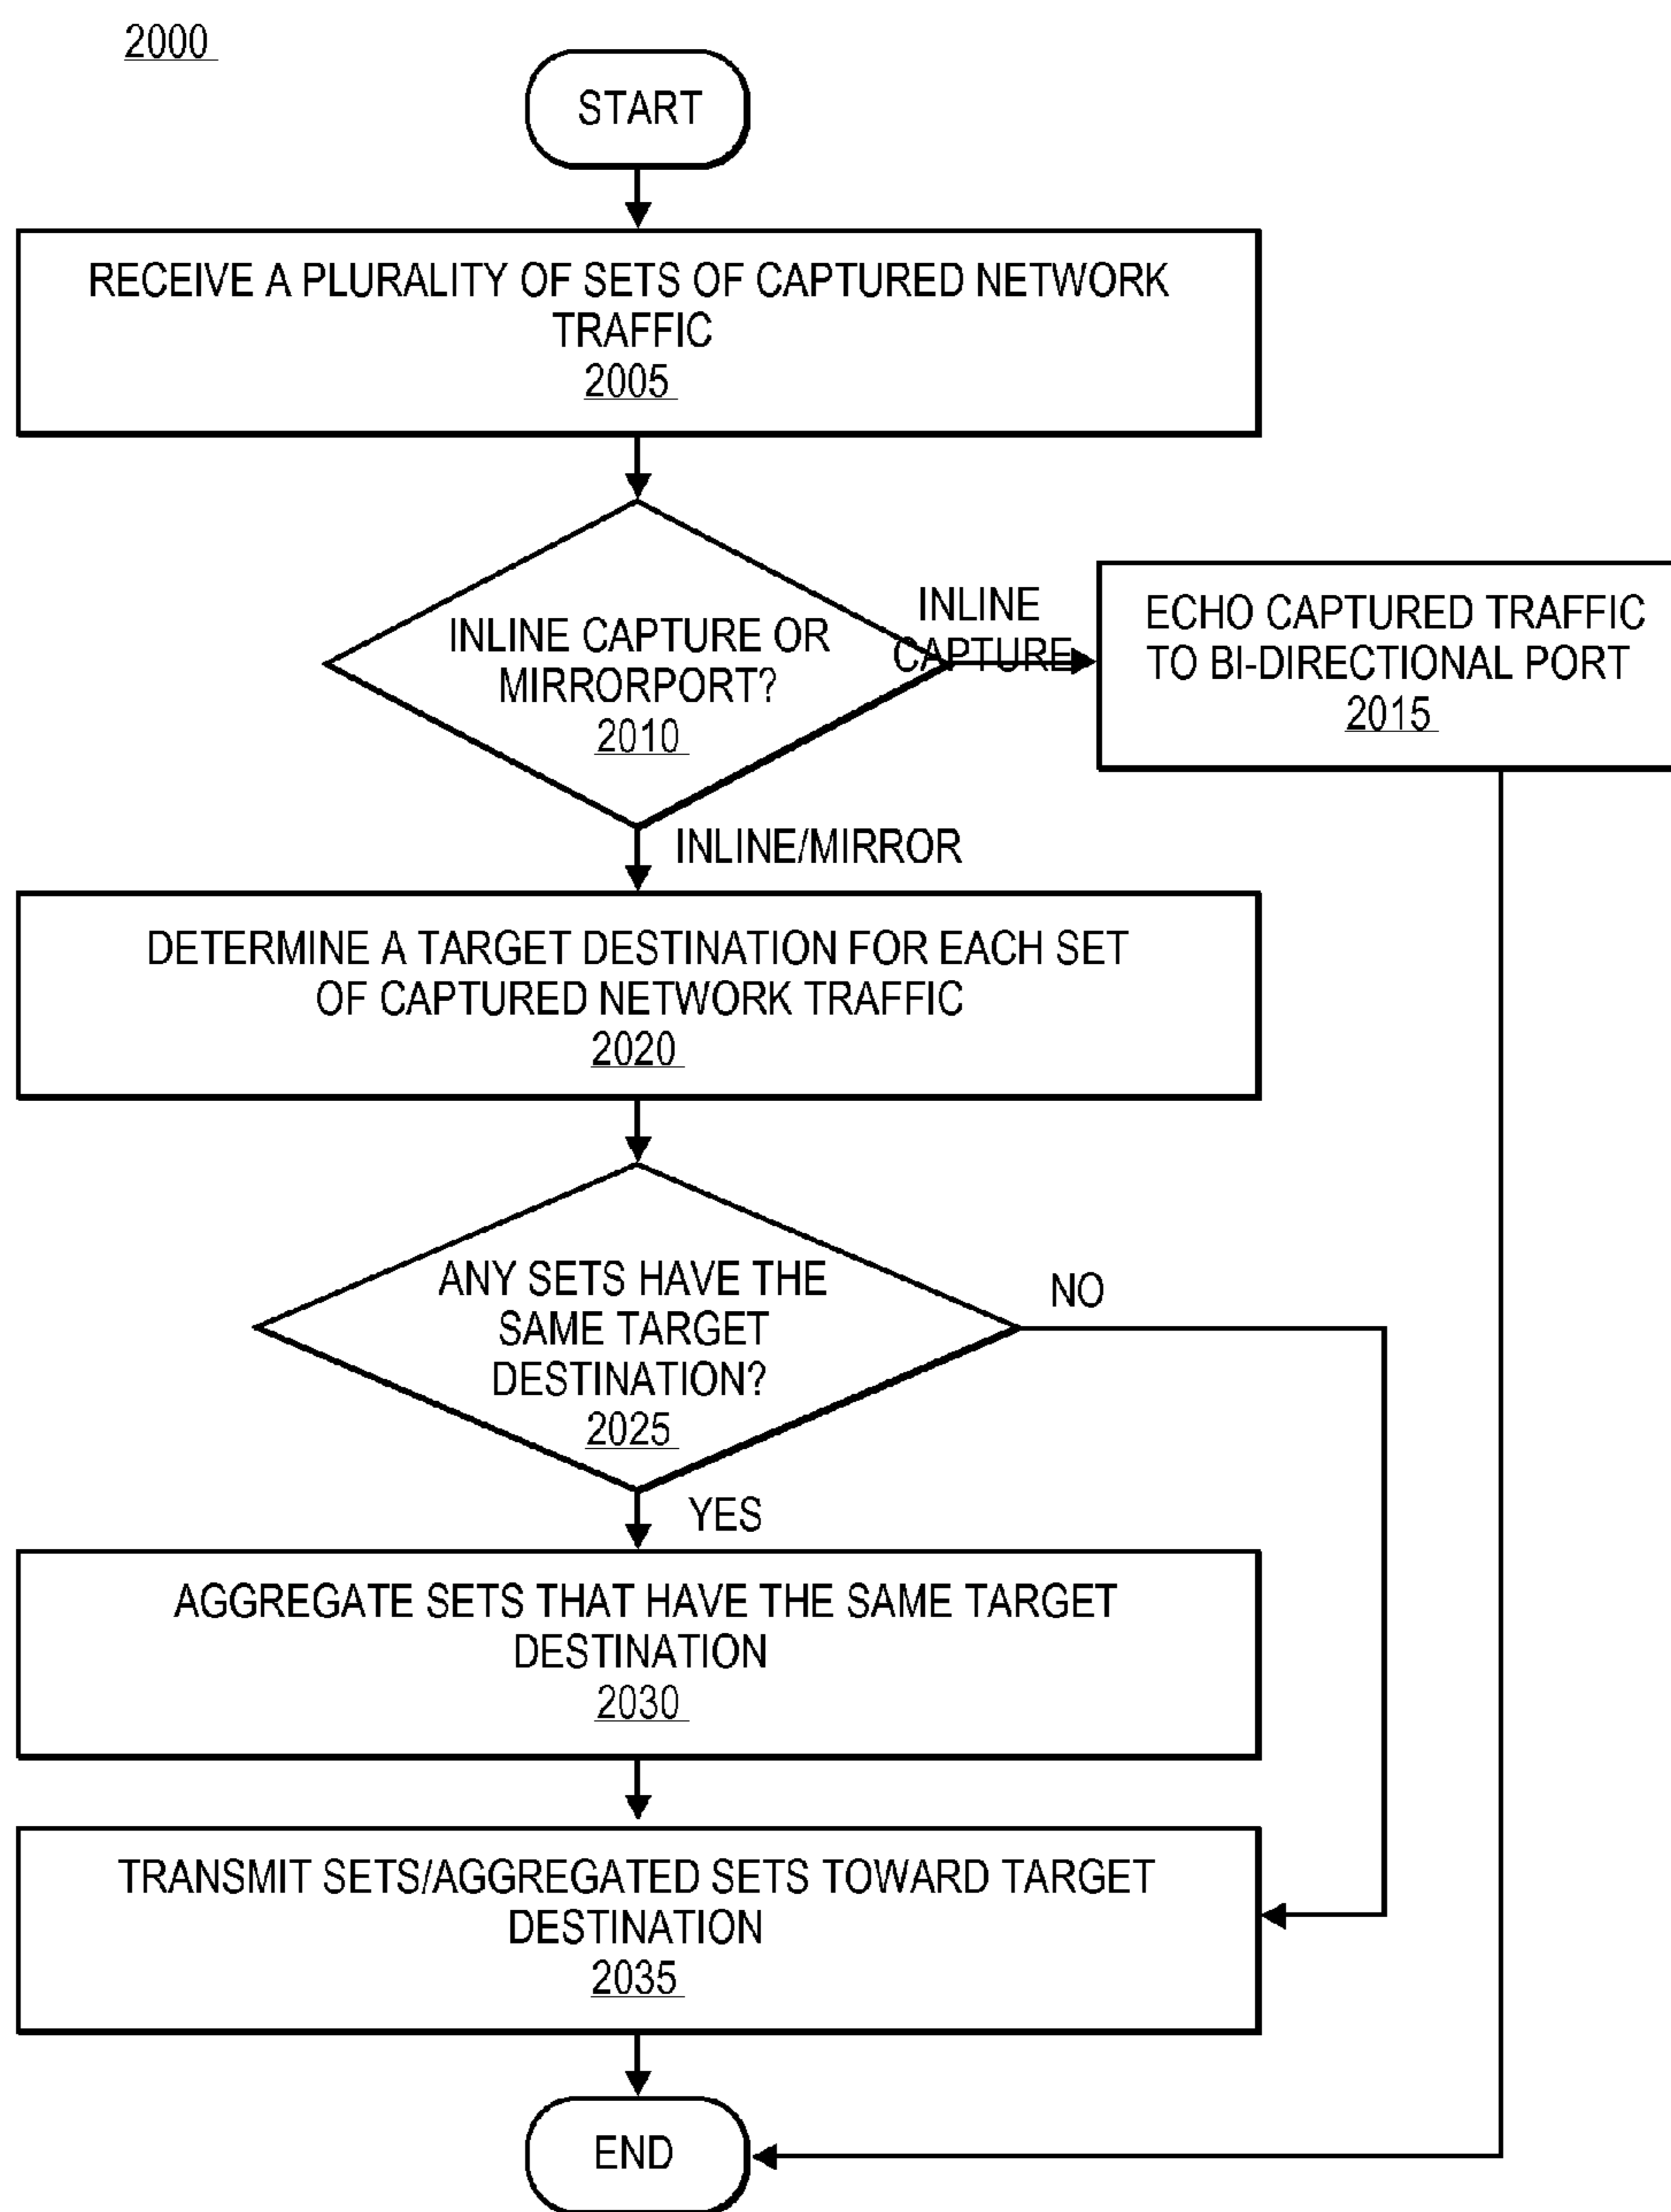 2000
START
RECEIVE A PLURALITY OF SETS OF CAPTURED NETWORK
TRAFFIC
2005
INLINE CAPTURE OR
MIRRORPORT?
2010
INLINE
CAPTURE
ECHO CAPTURED TRAFFIC
TO BI-DIRECTIONAL PORT
2015
INLINE/MIRROR
DETERMINE A TARGET DESTINATION FOR EACH SET
OF CAPTURED NETWORK TRAFFIC
2020
ANY SETS HAVE THE
SAME TARGET
DESTINATION?
2025
NO
YES
AGGREGATE SETS THAT HAVE THE SAME TARGET
DESTINATION
2030
TRANSMIT SETS/AGGREGATED SETS TOWARD TARGET
DESTINATION
2035
END